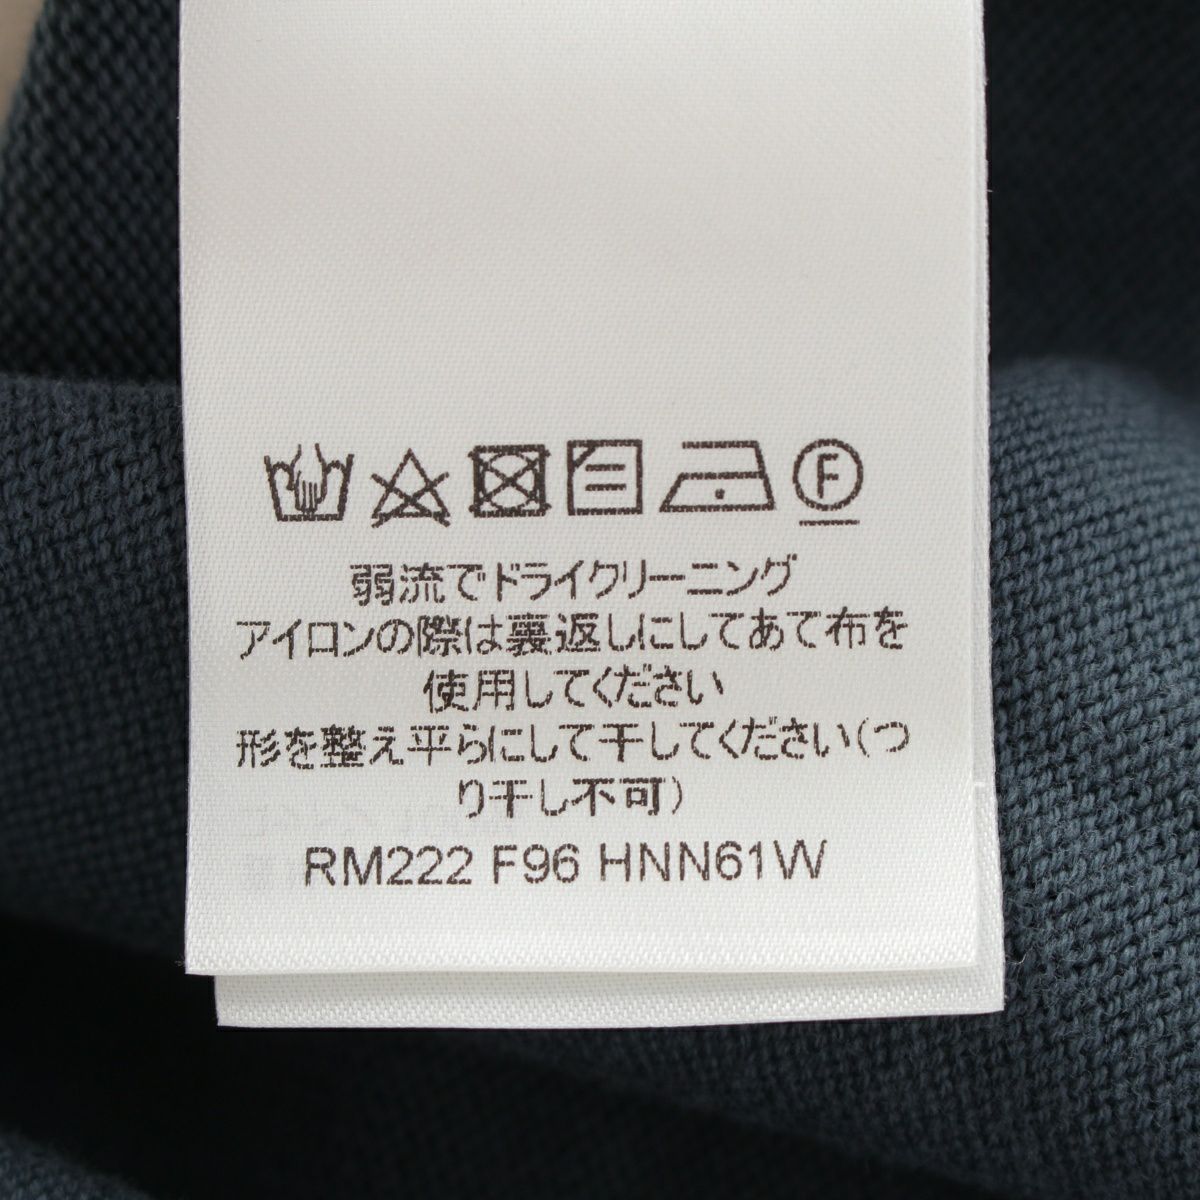 F
弱流でドライクリーニング
アイロンの際は裏返しにしてあて布を
使用してください
形を整え平らにして干してください(つ
り干し不可)
RM222 F96 HNN61W